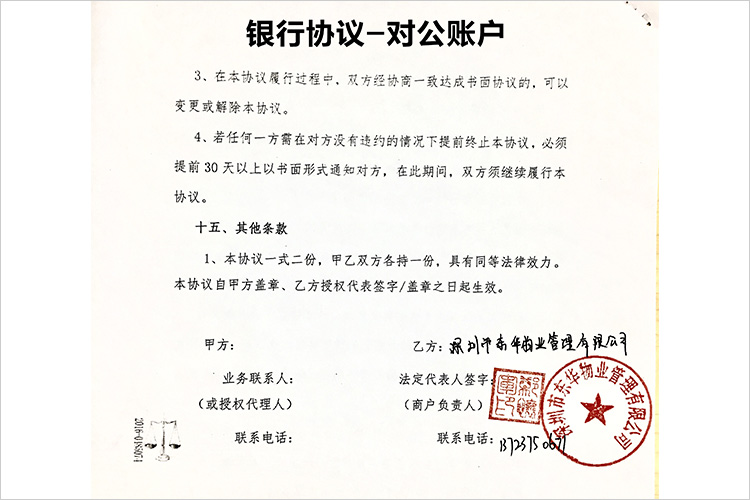 银行协议-对公账户
3、在本协议履行过程中，双方经协商一致达成书面协议的，可以
变更或解除本协议。
4、若任何一方需在对方没有违约的情况下提前终止本协议，必须
提前30天以上以书面形式通知对方，在此期间，双方须继续履行本
协议。
十五、其他条款
1、本协议一式二份，甲乙双方各持一份，具有同等法律效力。
本协议自甲方盖章、乙方授权代表签字/盖章之日起生效。
甲方：
乙方：深圳市东华物业管理有限公司
业务联系人：
法定代表人签字：
（或授权代理人）
（商户负责人）
联系电话：
联系电话：13723750671
深圳市东华物业管理有限公司